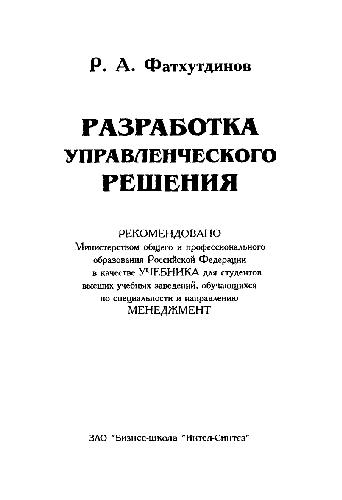 Р. А. Фатхутдинов
РАЗРАБОТКА
УПРАВЛЕНЧЕСКОГО
РЕШЕНИЯ
РЕКОМЕНДОВАНО
Министерством общего и профессионального
образования Российской Федерации
в качестве УЧЕБНИКА для студентов
высших учебных заведений, обучающихся
по специальности и направлению
МЕНЕДЖМЕНТ
ЗАО "Бизнес-школа "Интел-Синтез"